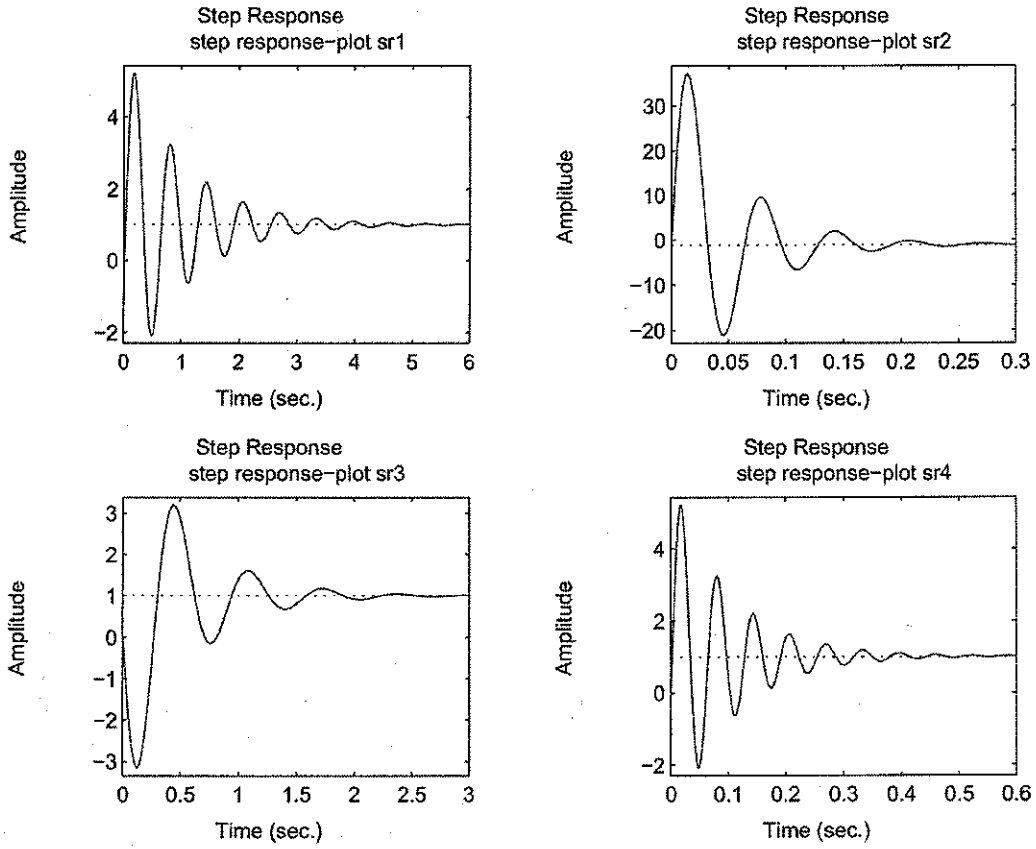 Step Response
step response-plot sr1
Amplitude
4
2
0
-2
0 1 2 3 4 5 6
Time (sec.)
Step Response
step response-plot sr2
Amplitude
30
20
10
0
-10
-20
0 0.05 0.1 0.15 0.2 0.25 0.3
Time (sec.)
Step Response
step response-plot sr3
Amplitude
3
2
1
0
-1
-2
-3
0 0.5 1 1.5 2 2.5 3
Time (sec.)
Step Response
step response-plot sr4
Amplitude
4
2
0
-2
0 0.1 0.2 0.3 0.4 0.5 0.6
Time (sec.)